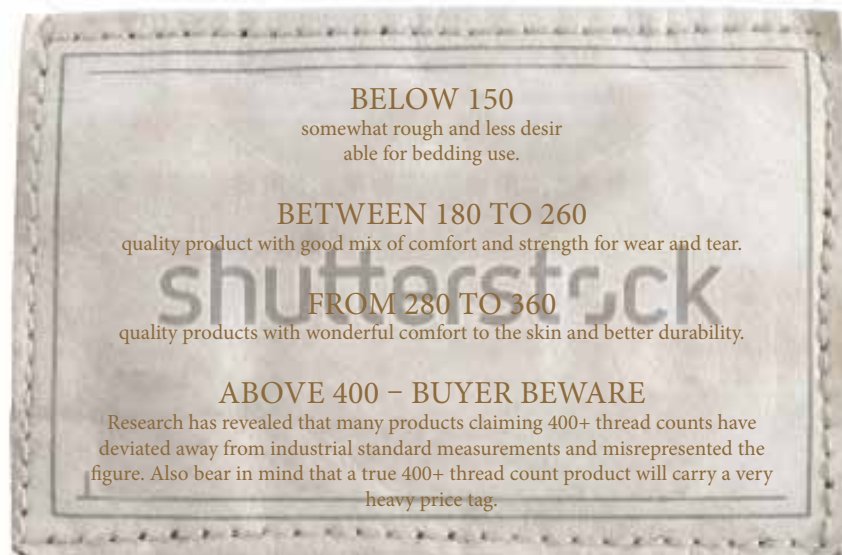 BELOW 150
somewhat rough and less desir
able for bedding use.
BETWEEN 180 TO 260
quality product with good mix of comfort and strength for wear and tear.
shutterstock
FROM 280 TO 360
quality products with wonderful comfort to the skin and better durability.
ABOVE 400 – BUYER BEWARE
Research has revealed that many products claiming 400+ thread counts have
deviated away from industrial standard measurements and misrepresented the
figure. Also bear in mind that a true 400+ thread count product will carry a very
heavy price tag.